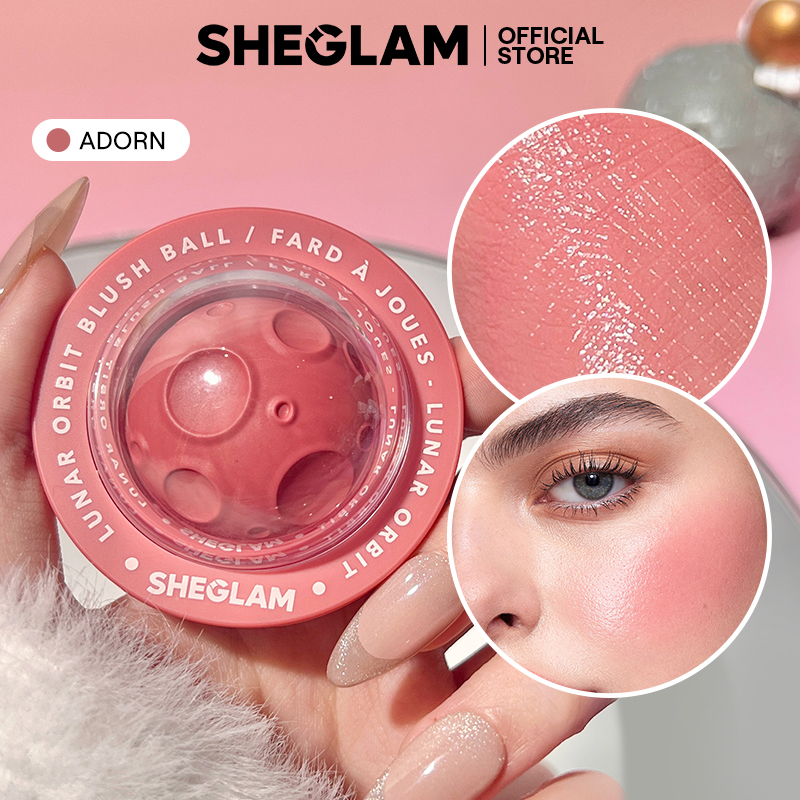 SHEGLAM
OFFICIAL
STORE
ADORN
LUNAR ORBIT BLUSH BALL / FARD À JOUES - LUNAR ORBIT
SHEGLAM